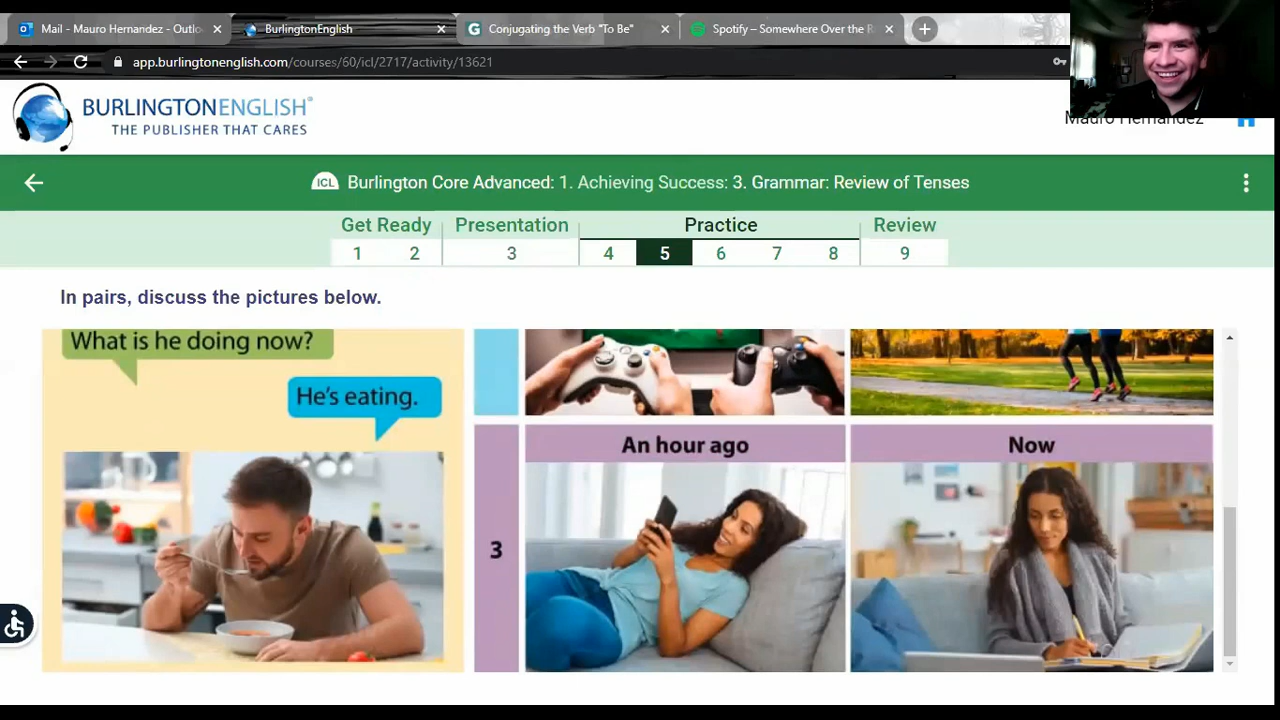 Mail - Mauro Hernandez - Outlo
BurlingtonEnglish
Conjugating the Verb "To Be"
Spotify – Somewhere Over the R
app.burlingtonenglish.com/courses/60/icl/2717/activity/13621
BURLINGTONENGLISH®
THE PUBLISHER THAT CARES
Mauro Hernandez
ICL Burlington Core Advanced: 1. Achieving Success: 3. Grammar: Review of Tenses
Get Ready Presentation Practice Review
1 2 3 4 5 6 7 8 9
In pairs, discuss the pictures below.
What is he doing now?
He's eating.
An hour ago Now
3